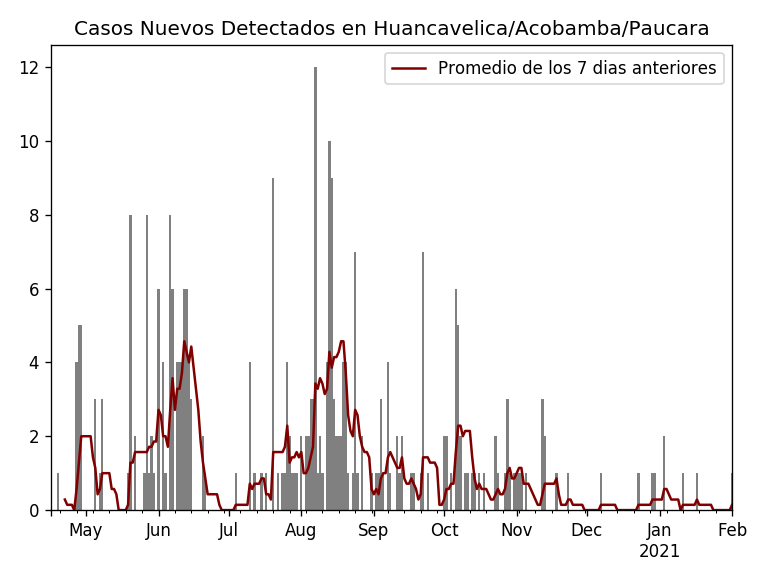 Casos Nuevos Detectados en Huancavelica/Acobamba/Paucara
Promedio de los 7 dias anteriores
12
10
8
6
4
2
0
May Jun Jul Aug Sep Oct Nov Dec Jan Feb
2021